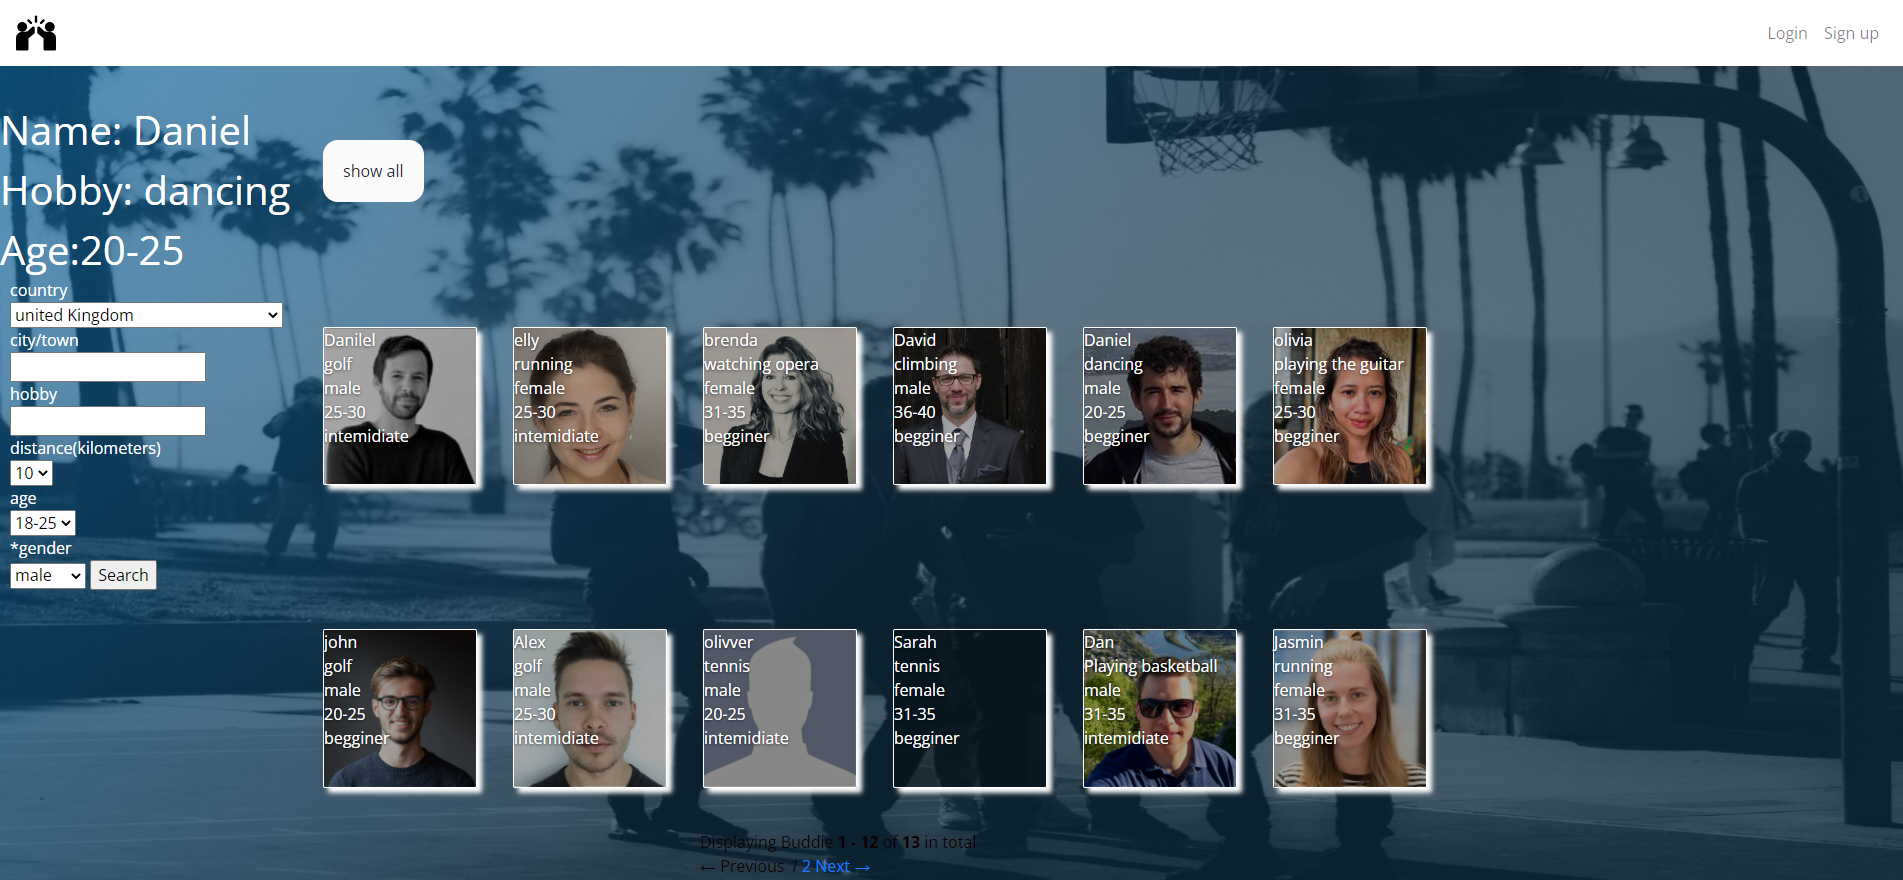 Login Sign up
Name: Daniel
Hobby: dancing
Age:20-25
country
united Kingdom
city/town
hobby
distance(kilometers)
10
age
18-25
*gender
male Search
show all
Danilel
golf
male
25-30
intemidiate
elly
running
female
25-30
intemidiate
brenda
watching opera
female
31-35
begginer
David
climbing
male
36-40
begginer
Daniel
dancing
male
20-25
begginer
olivia
playing the guitar
female
25-30
begginer
john
golf
male
20-25
begginer
Alex
golf
male
25-30
intemidiate
olivver
tennis
male
20-25
intemidiate
Sarah
tennis
female
31-35
begginer
Dan
Playing basketball
male
31-35
intemidiate
Jasmin
running
female
31-35
begginer
Displaying Buddie 1 - 12 of 13 in total
← Previous / 2 Next →